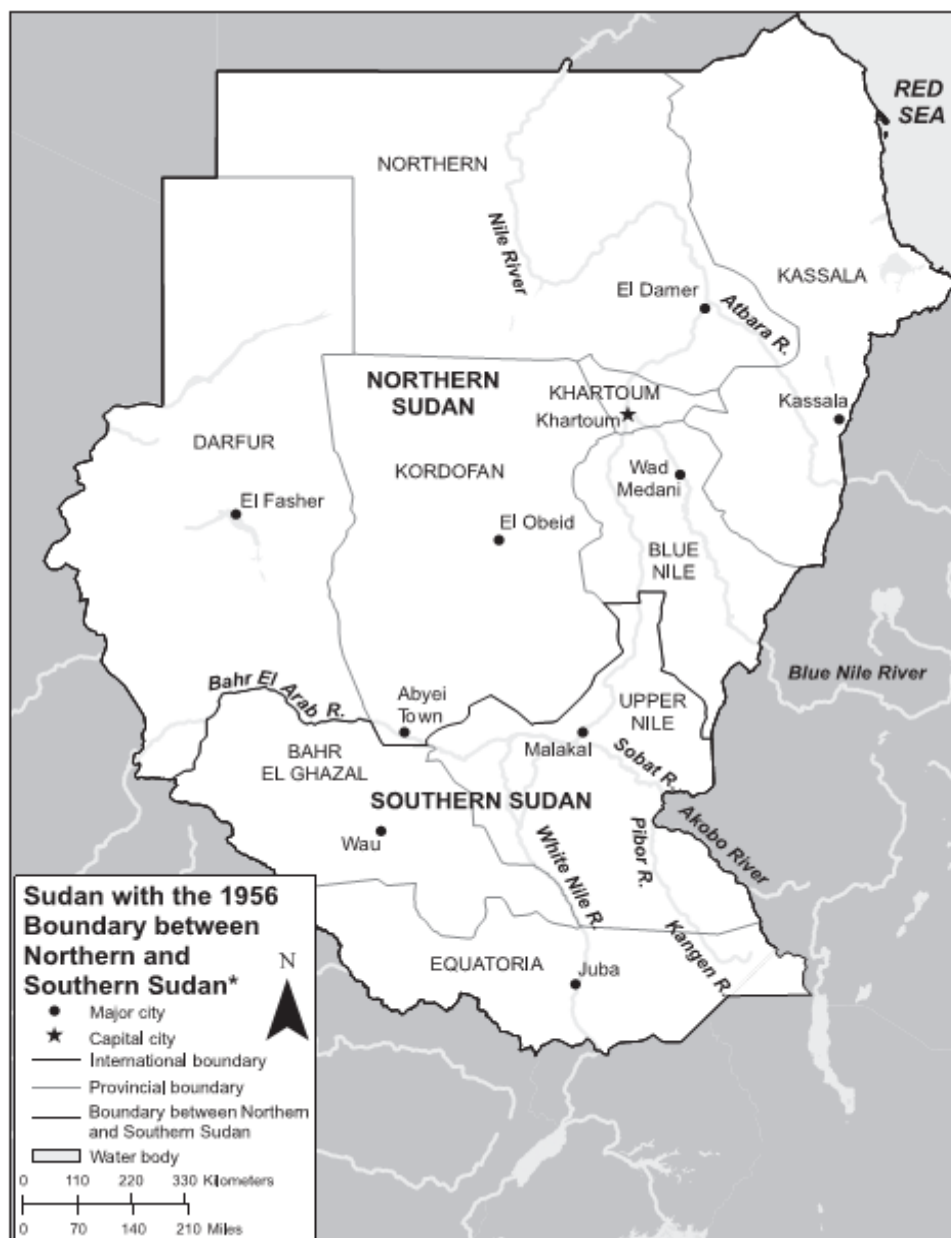 RED
SEA
NORTHERN
Nile River
KASSALA
El Damer
Atbara R.
NORTHERN
SUDAN
KHARTOUM
Khartoum
Kassala
DARFUR
KORDOFAN
Wad
Medani
El Fasher
El Obeid
BLUE
NILE
Blue Nile River
Bahr El Arab R.
Abyei
Town
UPPER
NILE
BAHR
EL GHAZAL
Malakal
Sobat R.
SOUTHERN SUDAN
Wau
White Nile R.
Pibor R.
Akobo River
EQUATORIA
Juba
Kangen R.
Sudan with the 1956
Boundary between
Northern and
Southern Sudan*
N
Major city
Capital city
International boundary
Provincial boundary
Boundary between Northern
and Southern Sudan
Water body
0 110 220 330 Kilometers
0 70 140 210 Miles